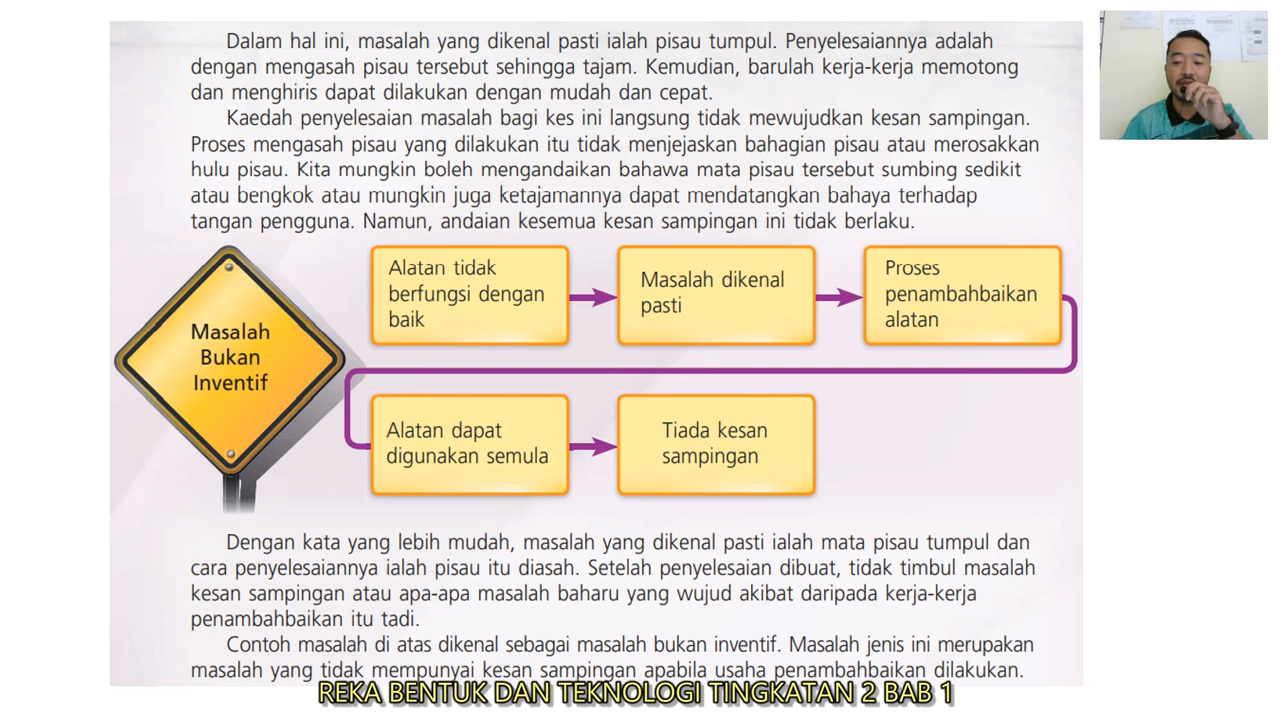 Dalam hal ini, masalah yang dikenal pasti ialah pisau tumpul. Penyelesaiannya adalah
dengan mengasah pisau tersebut sehingga tajam. Kemudian, barulah kerja-kerja memotong
dan menghiris dapat dilakukan dengan mudah dan cepat.
Kaedah penyelesaian masalah bagi kes ini langsung tidak mewujudkan kesan sampingan.
Proses mengasah pisau yang dilakukan itu tidak menjejaskan bahagian pisau atau merosakkan
hulu pisau. Kita mungkin boleh mengandaikan bahawa mata pisau tersebut sumbing sedikit
atau bengkok atau mungkin juga ketajamannya dapat mendatangkan bahaya terhadap
tangan pengguna. Namun, andaian kesemua kesan sampingan ini tidak berlaku.
Masalah
Bukan
Inventif
Alatan tidak
berfungsi dengan
baik
Masalah dikenal
pasti
Proses
penambahbaikan
alatan
Alatan dapat
digunakan semula
Tiada kesan
sampingan
Dengan kata yang lebih mudah, masalah yang dikenal pasti ialah mata pisau tumpul dan
cara penyelesaiannya ialah pisau itu diasah. Setelah penyelesaian dibuat, tidak timbul masalah
kesan sampingan atau apa-apa masalah baharu yang wujud akibat daripada kerja-kerja
penambahbaikan itu tadi.
Contoh masalah di atas dikenal sebagai masalah bukan inventif. Masalah jenis ini merupakan
masalah yang tidak mempunyai kesan sampingan apabila usaha penambahbaikan dilakukan.
REKA BENTUK DAN TEKNOLOGI TINGKATAN 2 BAB 1